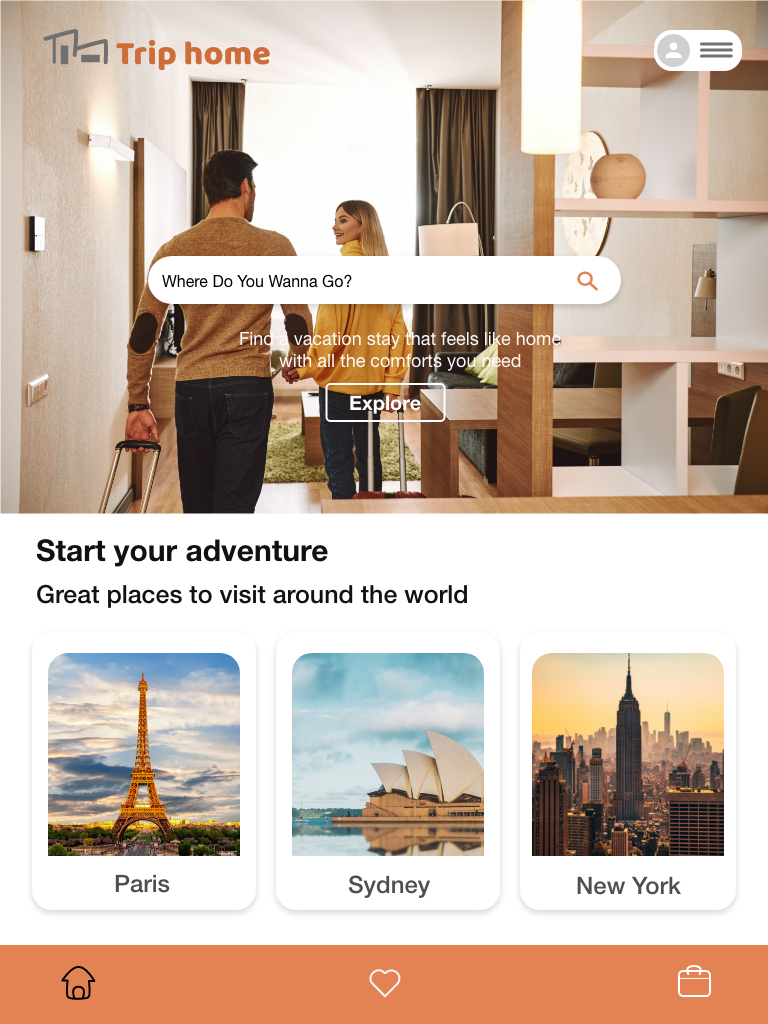 Trip home
Where Do You Wanna Go?
Find a vacation stay that feels like home
with all the comforts you need
Explore
Start your adventure
Great places to visit around the world
Paris
Sydney
New York